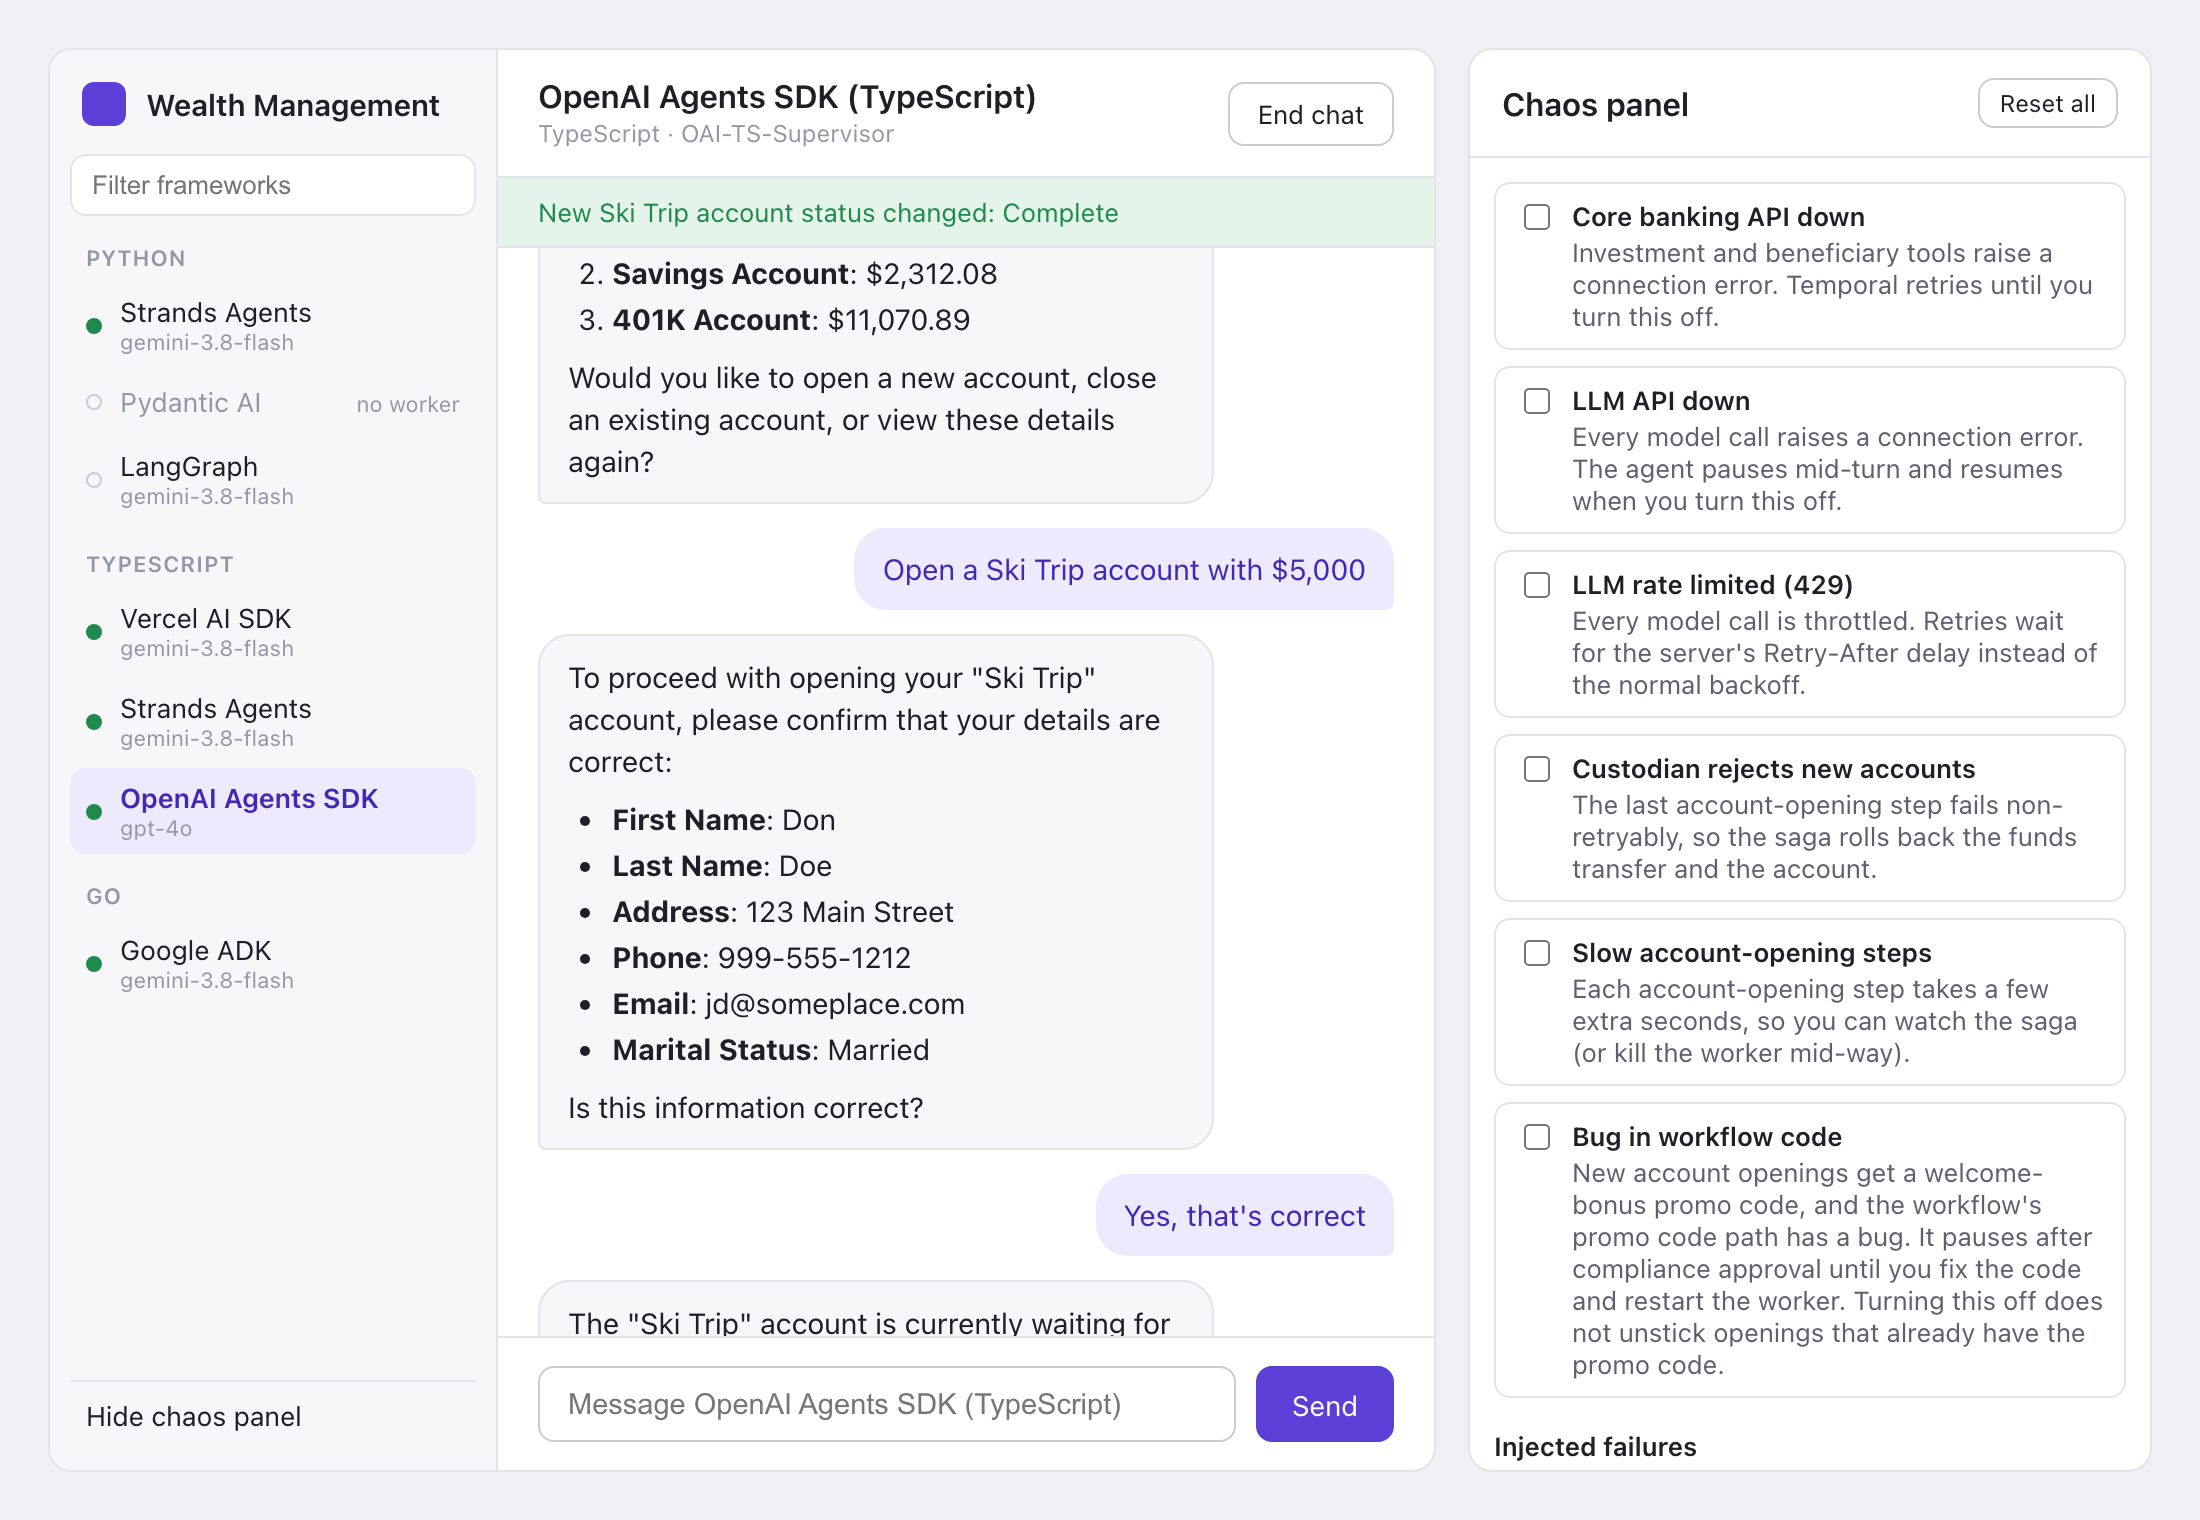 Wealth Management
Filter frameworks
PYTHON
Strands Agents
gemini-3.8-flash
Pydantic AI
no worker
LangGraph
gemini-3.8-flash
TYPESCRIPT
Vercel AI SDK
gemini-3.8-flash
Strands Agents
gemini-3.8-flash
OpenAI Agents SDK
gpt-4o
GO
Google ADK
gemini-3.8-flash
Hide chaos panel
OpenAI Agents SDK (TypeScript)
TypeScript · OAI-TS-Supervisor
End chat
New Ski Trip account status changed: Complete
2. Savings Account: $2,312.08
3. 401K Account: $11,070.89
Would you like to open a new account, close
an existing account, or view these details
again?
Open a Ski Trip account with $5,000
To proceed with opening your "Ski Trip"
account, please confirm that your details are
correct:
• First Name: Don
• Last Name: Doe
• Address: 123 Main Street
• Phone: 999-555-1212
• Email: jd@someplace.com
• Marital Status: Married
Is this information correct?
Yes, that's correct
The "Ski Trip" account is currently waiting for
Message OpenAI Agents SDK (TypeScript)
Send
Chaos panel
Reset all
Core banking API down
Investment and beneficiary tools raise a
connection error. Temporal retries until you
turn this off.
LLM API down
Every model call raises a connection error.
The agent pauses mid-turn and resumes
when you turn this off.
LLM rate limited (429)
Every model call is throttled. Retries wait
for the server's Retry-After delay instead of
the normal backoff.
Custodian rejects new accounts
The last account-opening step fails non-
retryably, so the saga rolls back the funds
transfer and the account.
Slow account-opening steps
Each account-opening step takes a few
extra seconds, so you can watch the saga
(or kill the worker mid-way).
Bug in workflow code
New account openings get a welcome-
bonus promo code, and the workflow's
promo code path has a bug. It pauses after
compliance approval until you fix the code
and restart the worker. Turning this off does
not unstick openings that already have the
promo code.
Injected failures